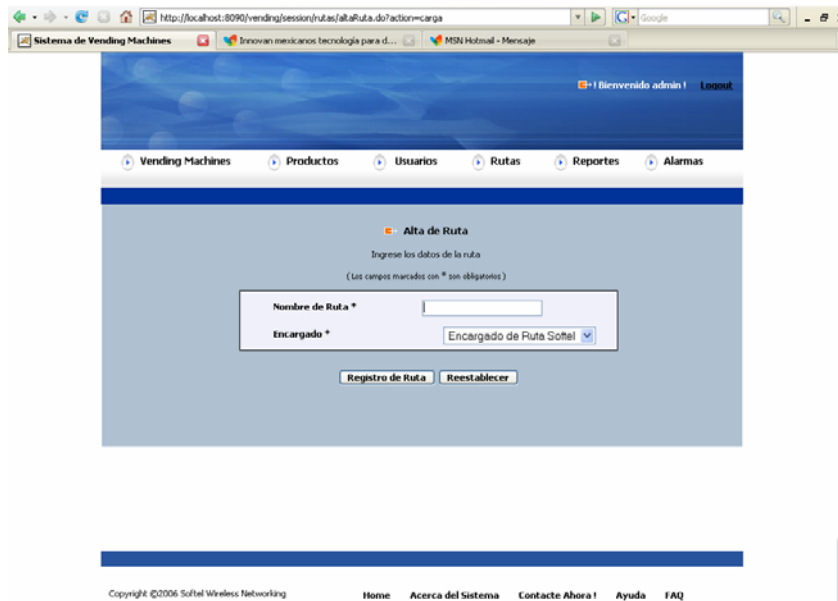 http://localhost:8090/vending/session/rutas/altaRuta.do?action=carga
G Google
Sistema de Vending Machines
Innovan mexicanos tecnología para d...
MSN Hotmail - Mensaje
! Bienvenido admin ! Logout
Vending Machines Productos Usuarios Rutas Reportes Alarmas
Alta de Ruta
Ingrese los datos de la ruta
( Los campos marcados con * son obligatorios )
Nombre de Ruta *
Encargado * Encargado de Ruta Softel
Registro de Ruta Reestablecer
Copyright ©2006 Softel Wireless Networking Home Acerca del Sistema Contacte Ahora ! Ayuda FAQ